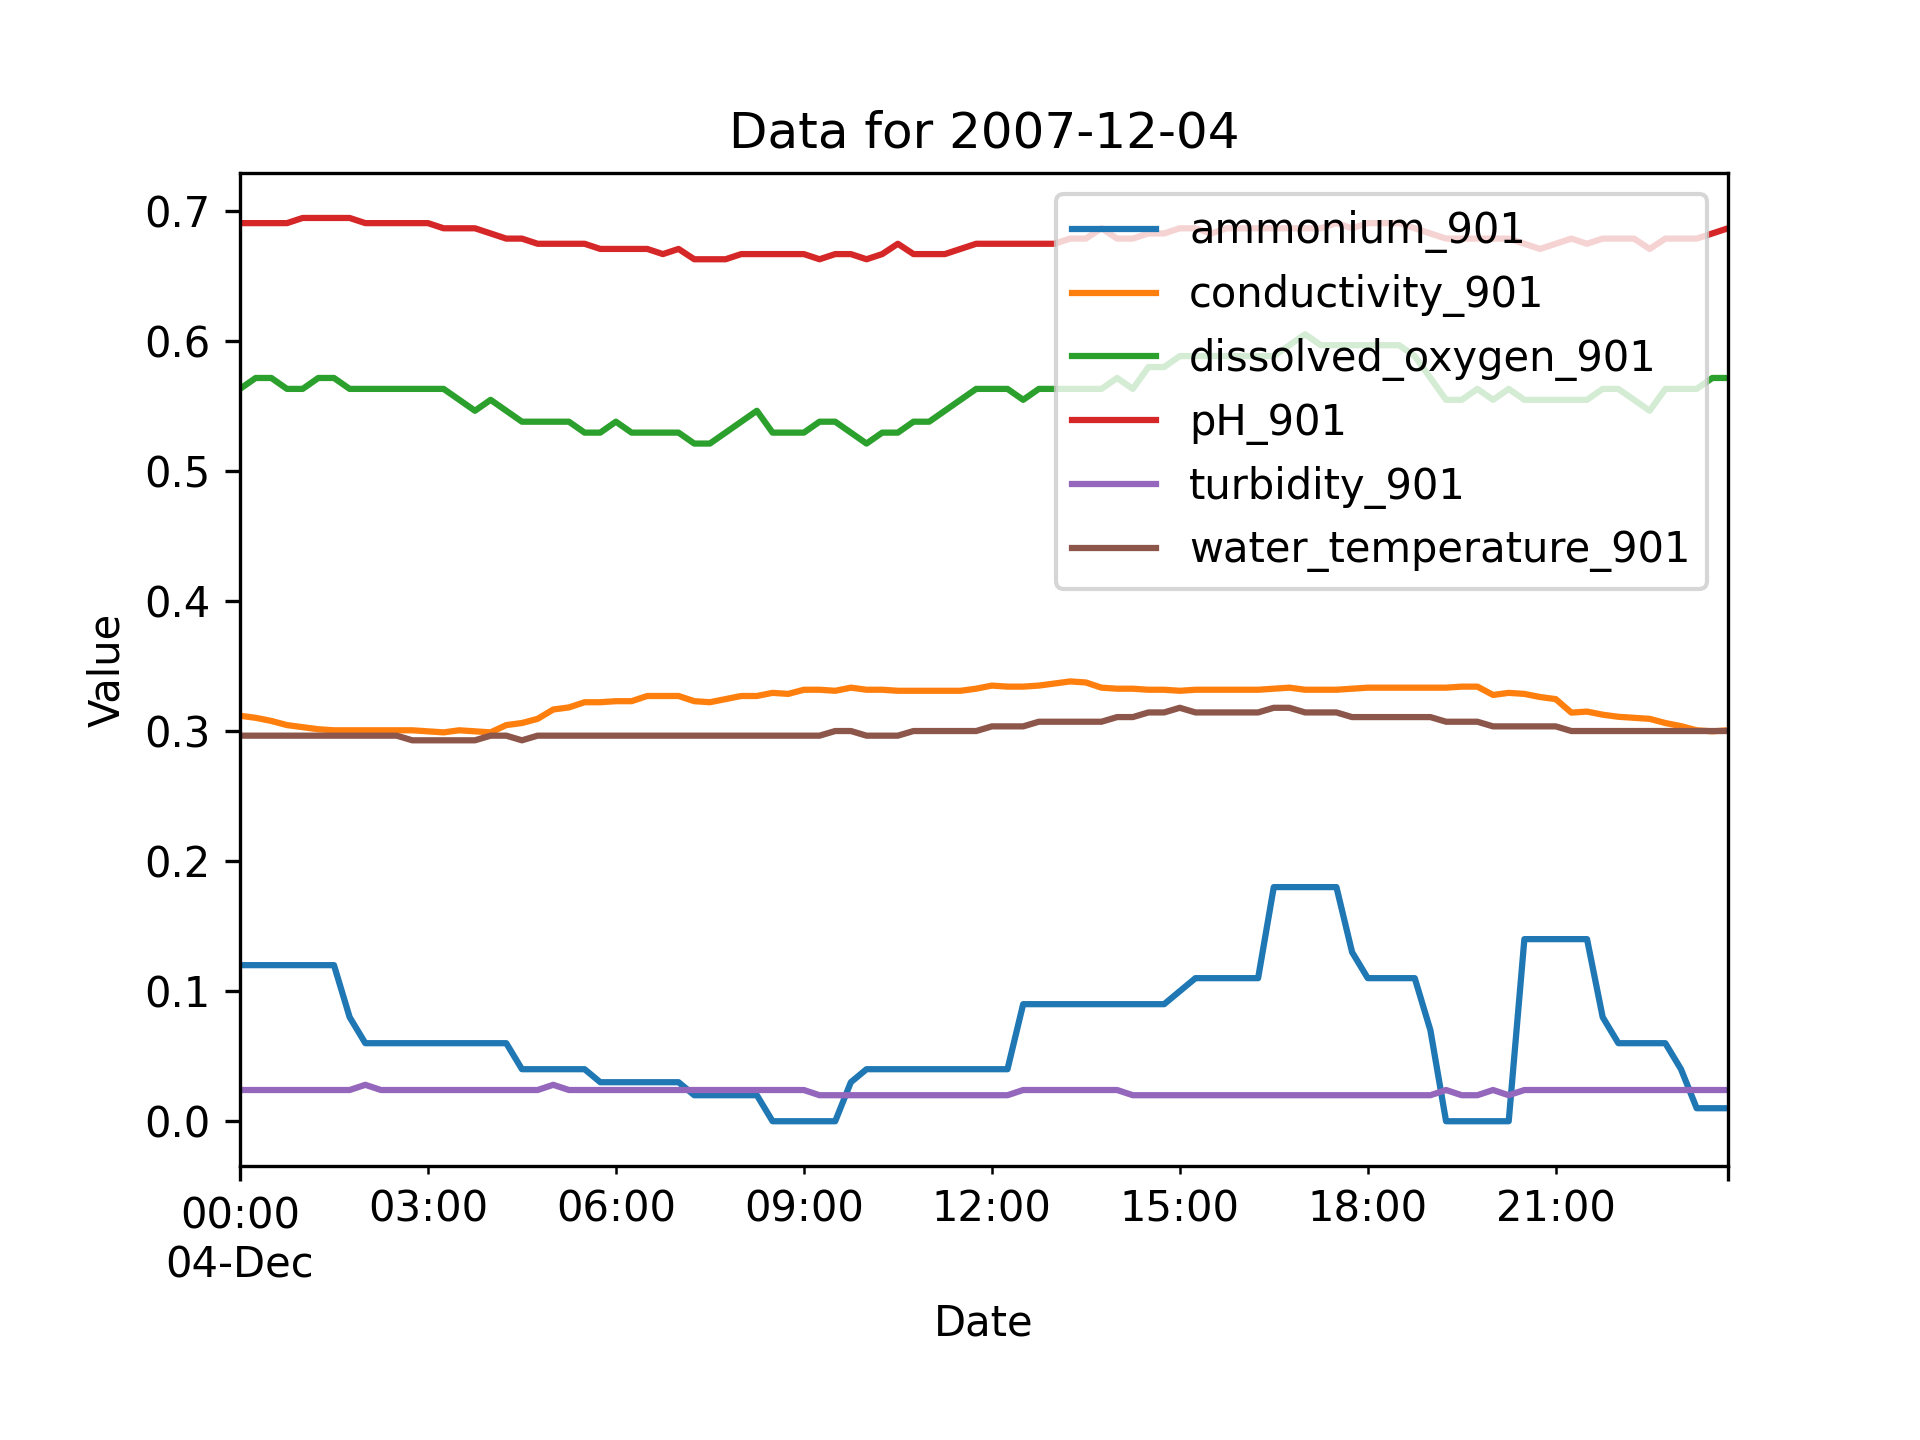 Data for 2007-12-04
ammonium_901
conductivity_901
dissolved_oxygen_901
pH_901
turbidity_901
water_temperature_901
Value
0.7
0.6
0.5
0.4
0.3
0.2
0.1
0.0
00:00 03:00 06:00 09:00 12:00 15:00 18:00 21:00
04-Dec
Date